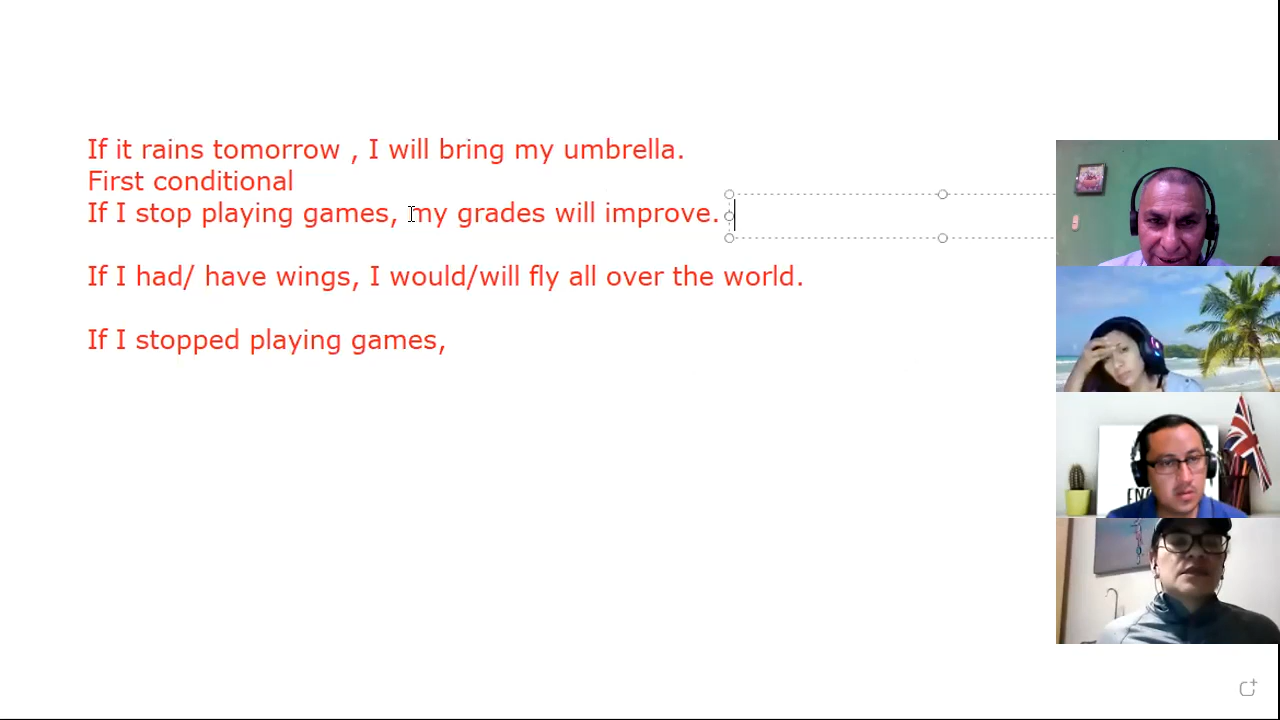 If it rains tomorrow , I will bring my umbrella.
First conditional
If I stop playing games, my grades will improve.
If I had/ have wings, I would/will fly all over the world.
If I stopped playing games,